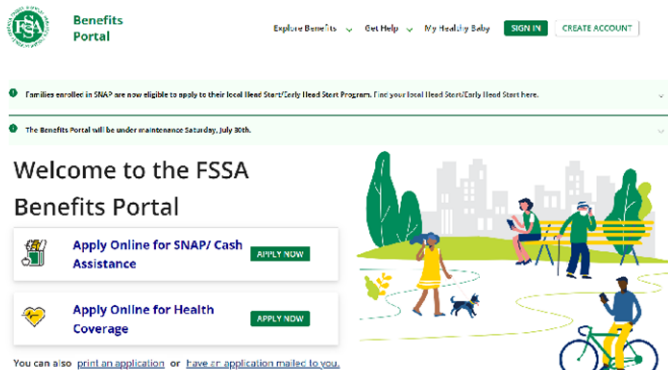 FSSA
Benefits
Portal
Explore Benefits
Get Help
My Healthy Baby
SIGN IN
CREATE ACCOUNT
Families enrolled in SNAP are now eligible to apply to their local Head Start/Early Head Start Program. Find your local Head Start/Early Head Start here.
The Benefits Portal will be under maintenance Saturday, July 30th.
Welcome to the FSSA
Benefits Portal
Apply Online for SNAP/ Cash
Assistance
APPLY NOW
Apply Online for Health
Coverage
APPLY NOW
You can also print an application or have an application mailed to you.